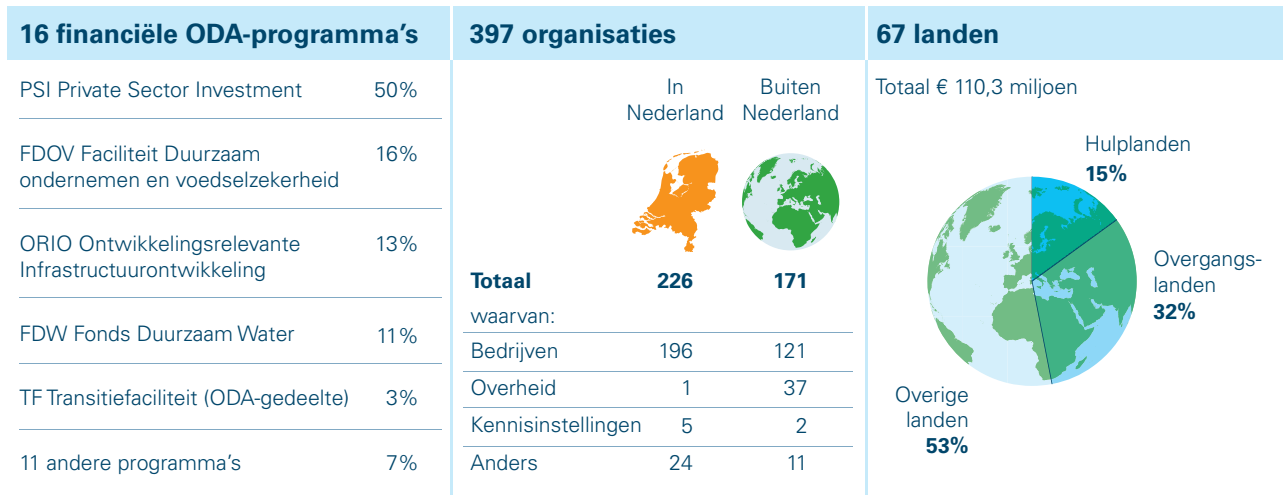 16 financiële ODA-programma’s
PSI Private Sector Investment 50%
FDOV Faciliteit Duurzaam
ondernemen en voedselzekerheid 16%
ORIO Ontwikkelingsrelevante
Infrastructuurontwikkeling 13%
FDW Fonds Duurzaam Water 11%
TF Transitiefaciliteit (ODA-gedeelte) 3%
11 andere programma’s 7%
397 organisaties
In
Nederland
Buiten
Nederland
Totaal 226 171
waarvan:
Bedrijven 196 121
Overheid 1 37
Kennisinstellingen 5 2
Anders 24 11
67 landen
Totaal € 110,3 miljoen
Hulplanden
15%
Overgangs-
landen
32%
Overige
landen
53%